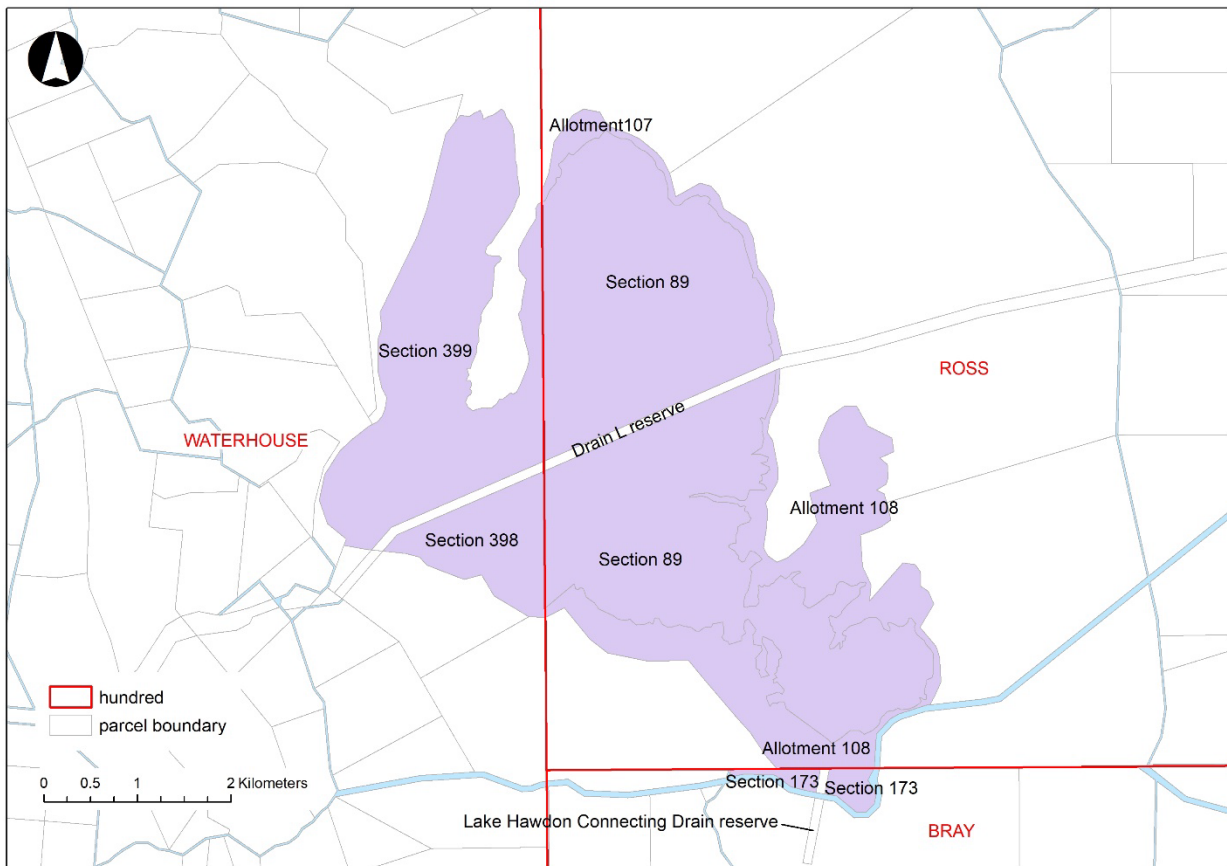 Allotment107
Section 89
Section 399
ROSS
Drain L reserve
WATERHOUSE
Allotment 108
Section 398
Section 89
hundred
parcel boundary
Allotment 108
0 0.5 1 2 Kilometers
Section 173
Section 173
Lake Hawdon Connecting Drain reserve
BRAY